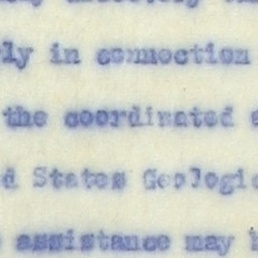 ly in connection
the coordinated
d States Geologic
assistance may